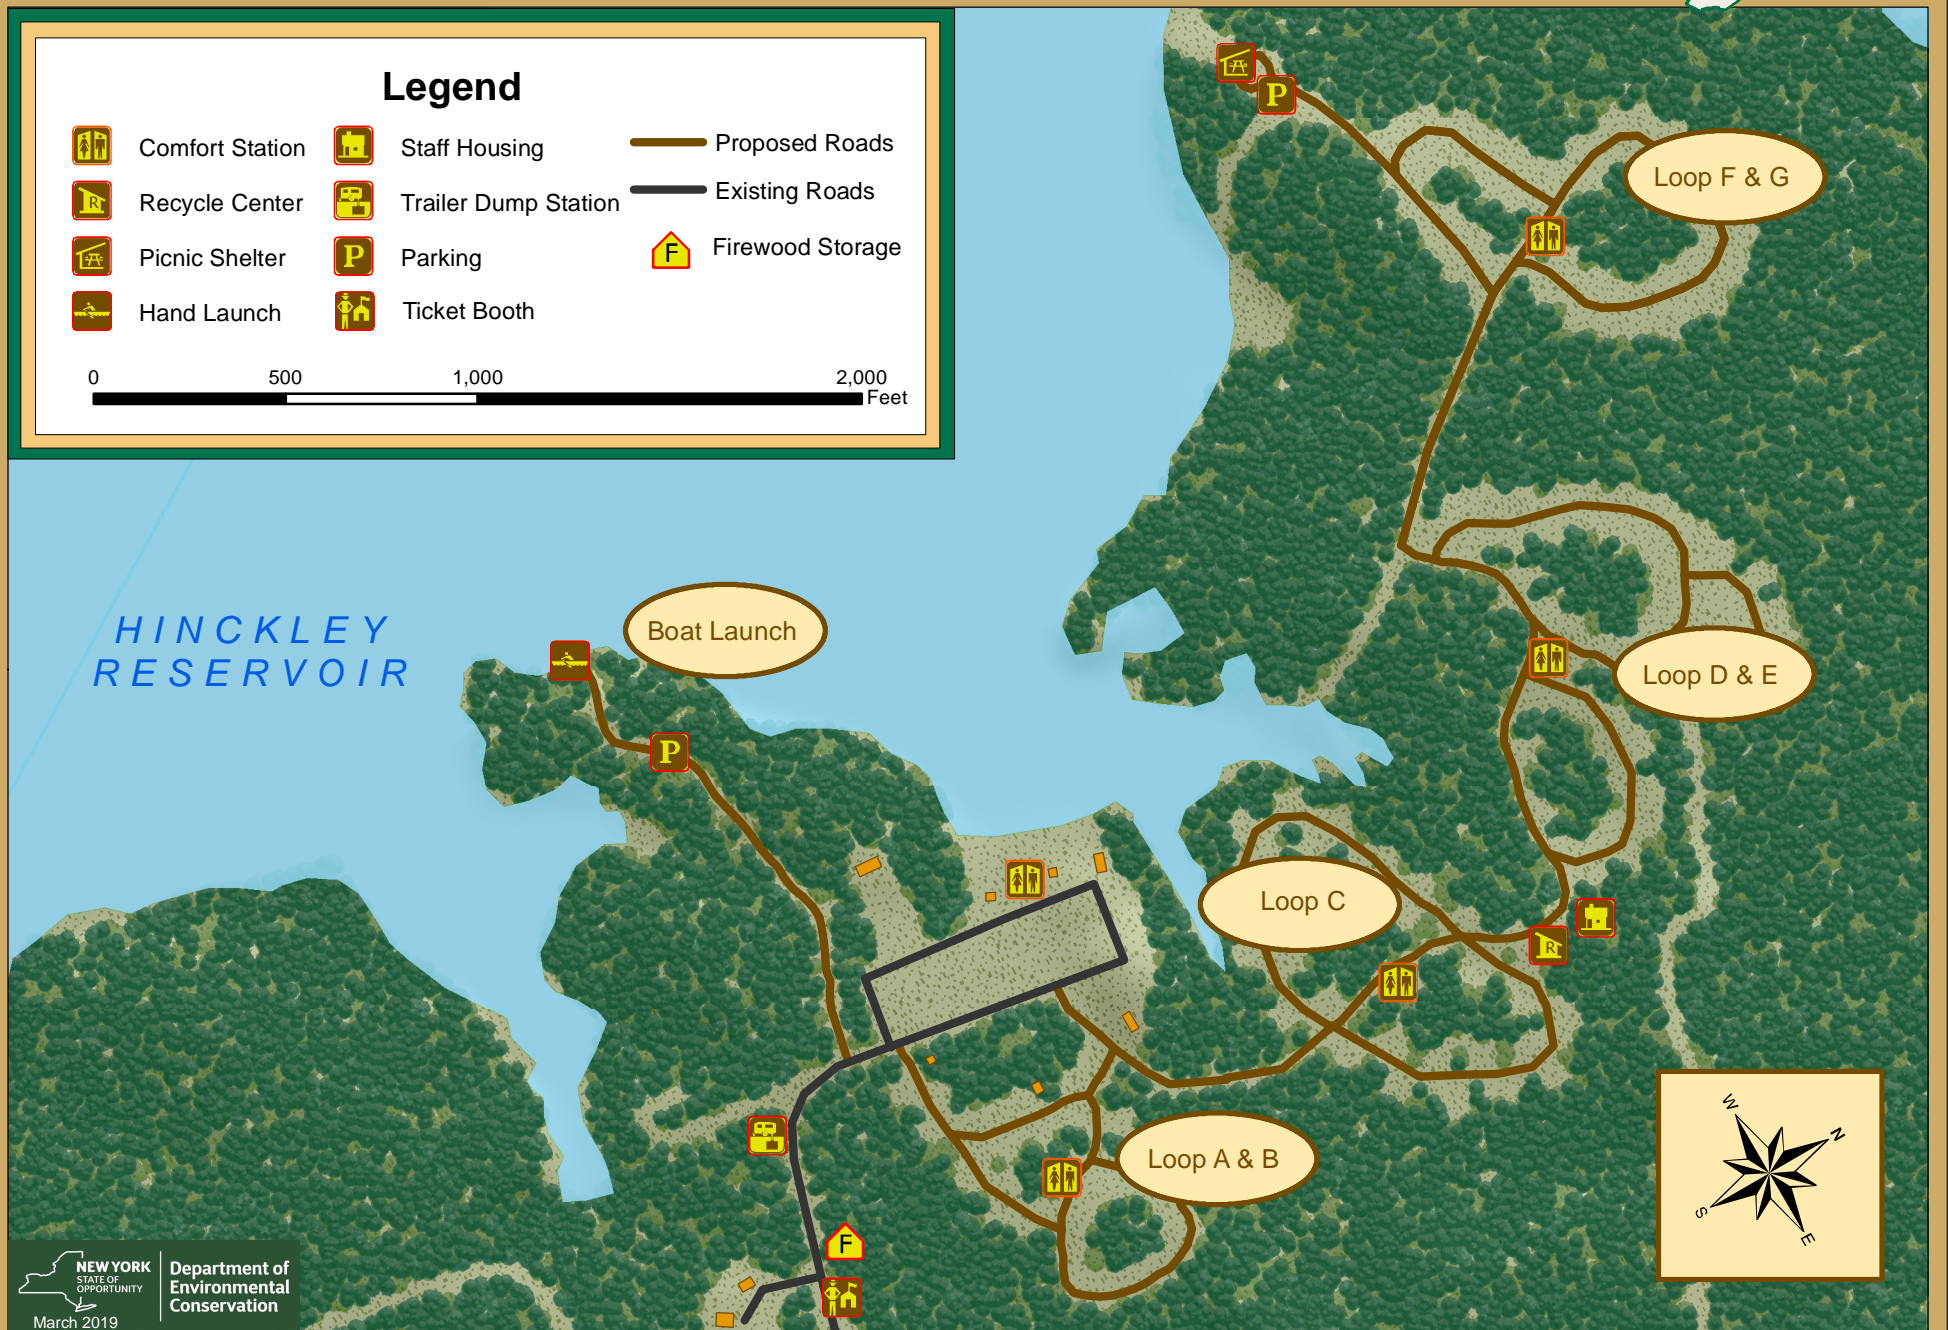 Legend
Comfort Station
Recycle Center
Picnic Shelter
Hand Launch
Staff Housing
Trailer Dump Station
Parking
Ticket Booth
Proposed Roads
Existing Roads
Firewood Storage
R
P
F
0 500 1,000 2,000
Feet
P
Loop F & G
HINCKLEY
RESERVOIR
Boat Launch
Loop D & E
P
Loop C
R
Loop A & B
F
W
N
S
E
NEW YORK
STATE OF
OPPORTUNITY
Department of
Environmental
Conservation
March 2019